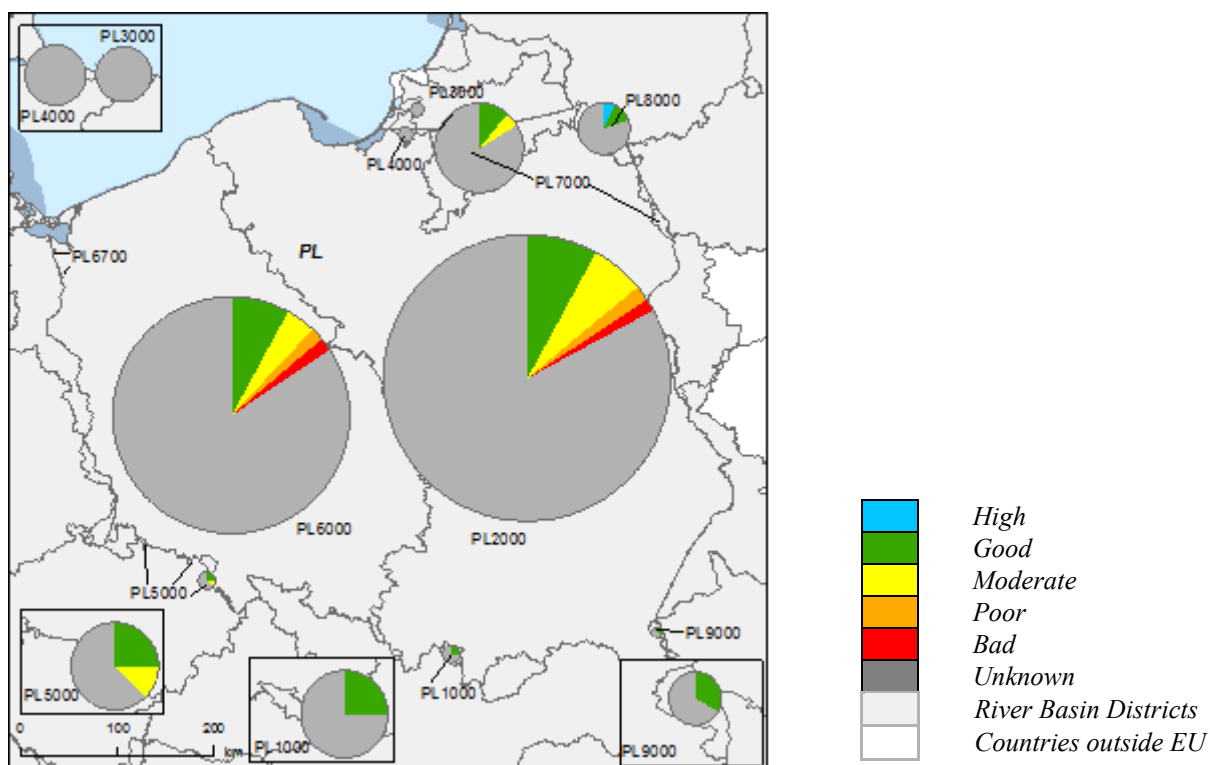 PL3000
PL4000
PL3000
PL8000
PL4000
PL7000
PL
PL6700
PL6000
PL2000
PL5000
PL9000
PL1000
PL5000
PL1000
PL9000
0 100 200
km
High
Good
Moderate
Poor
Bad
Unknown
River Basin Districts
Countries outside EU